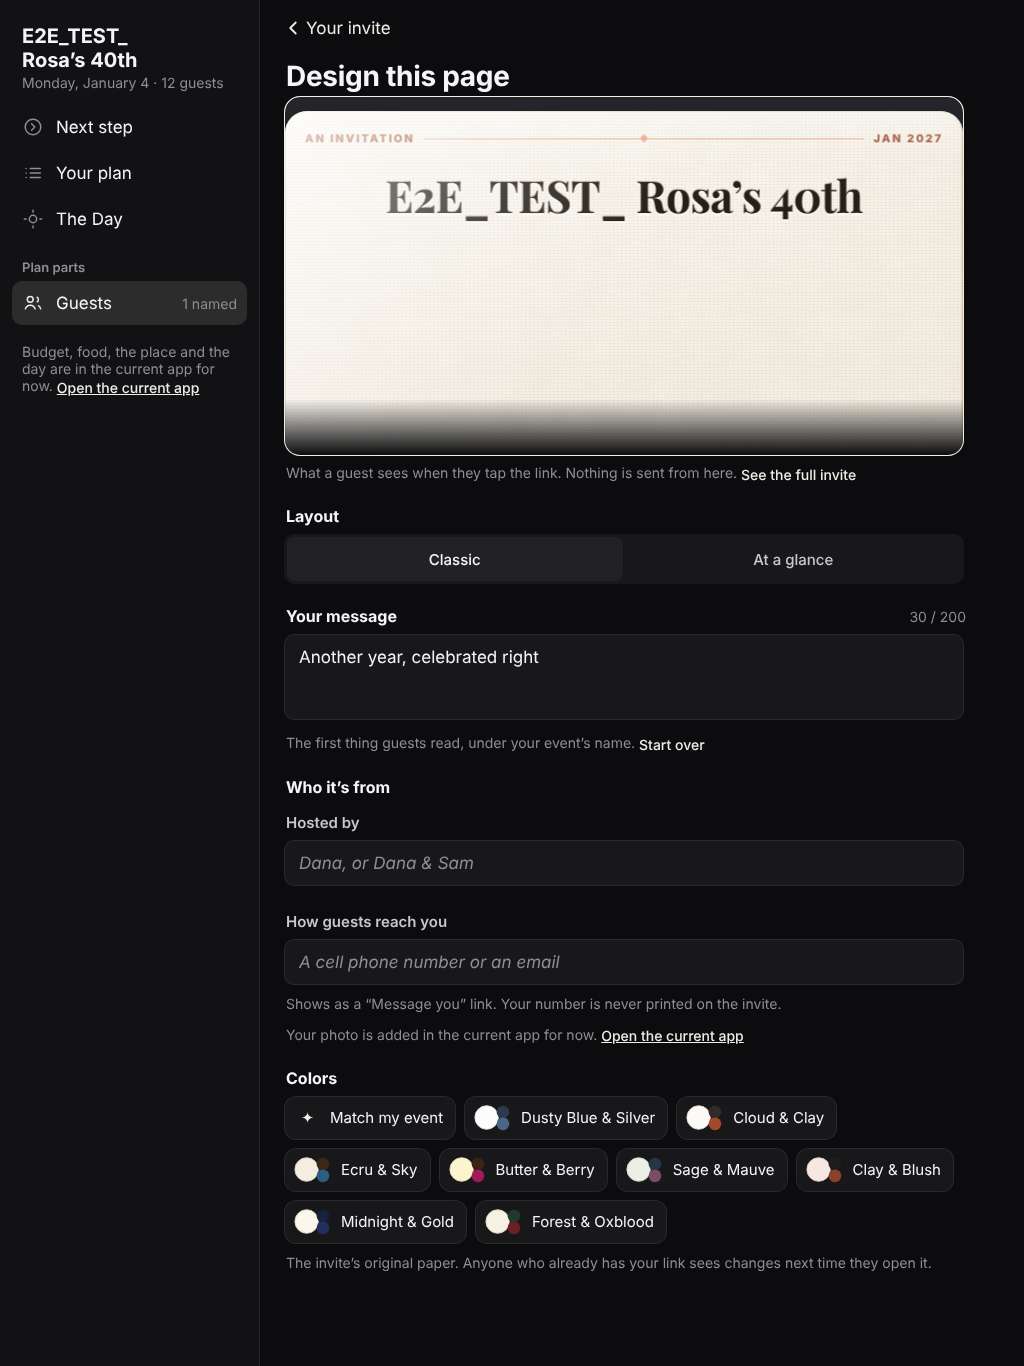 E2E_TEST_
Rosa’s 40th
Monday, January 4 · 12 guests
Next step
Your plan
The Day
Plan parts
Guests 1 named
Budget, food, the place and the
day are in the current app for
now. Open the current app
Your invite
Design this page
AN INVITATION JAN 2027
E2E_TEST_ Rosa’s 40th
What a guest sees when they tap the link. Nothing is sent from here. See the full invite
Layout
Classic At a glance
Your message 30 / 200
Another year, celebrated right
The first thing guests read, under your event’s name. Start over
Who it’s from
Hosted by
Dana, or Dana & Sam
How guests reach you
A cell phone number or an email
Shows as a “Message you” link. Your number is never printed on the invite.
Your photo is added in the current app for now. Open the current app
Colors
Match my event Dusty Blue & Silver Cloud & Clay
Ecru & Sky Butter & Berry Sage & Mauve Clay & Blush
Midnight & Gold Forest & Oxblood
The invite’s original paper. Anyone who already has your link sees changes next time they open it.